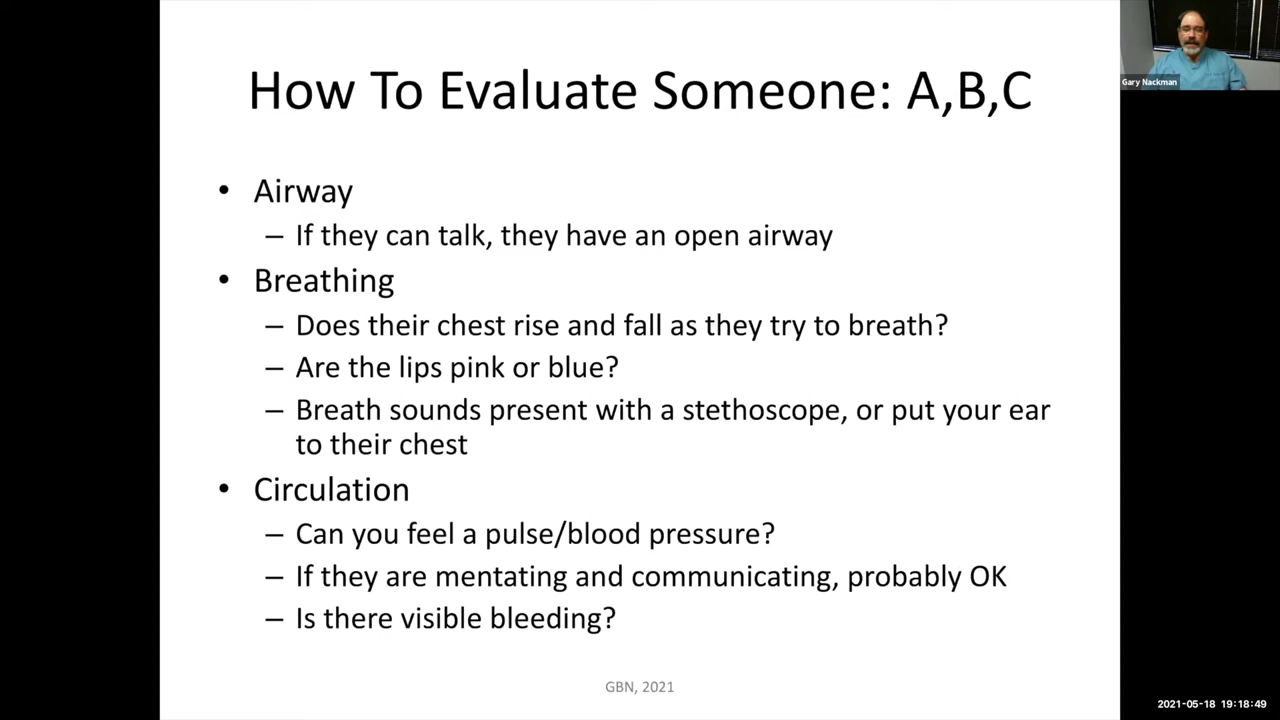 How To Evaluate Someone: A,B,C
Gary Nackman
• Airway
– If they can talk, they have an open airway
• Breathing
– Does their chest rise and fall as they try to breath?
– Are the lips pink or blue?
– Breath sounds present with a stethoscope, or put your ear
to their chest
• Circulation
– Can you feel a pulse/blood pressure?
– If they are mentating and communicating, probably OK
– Is there visible bleeding?
GBN, 2021
2021-05-18 19:18:49